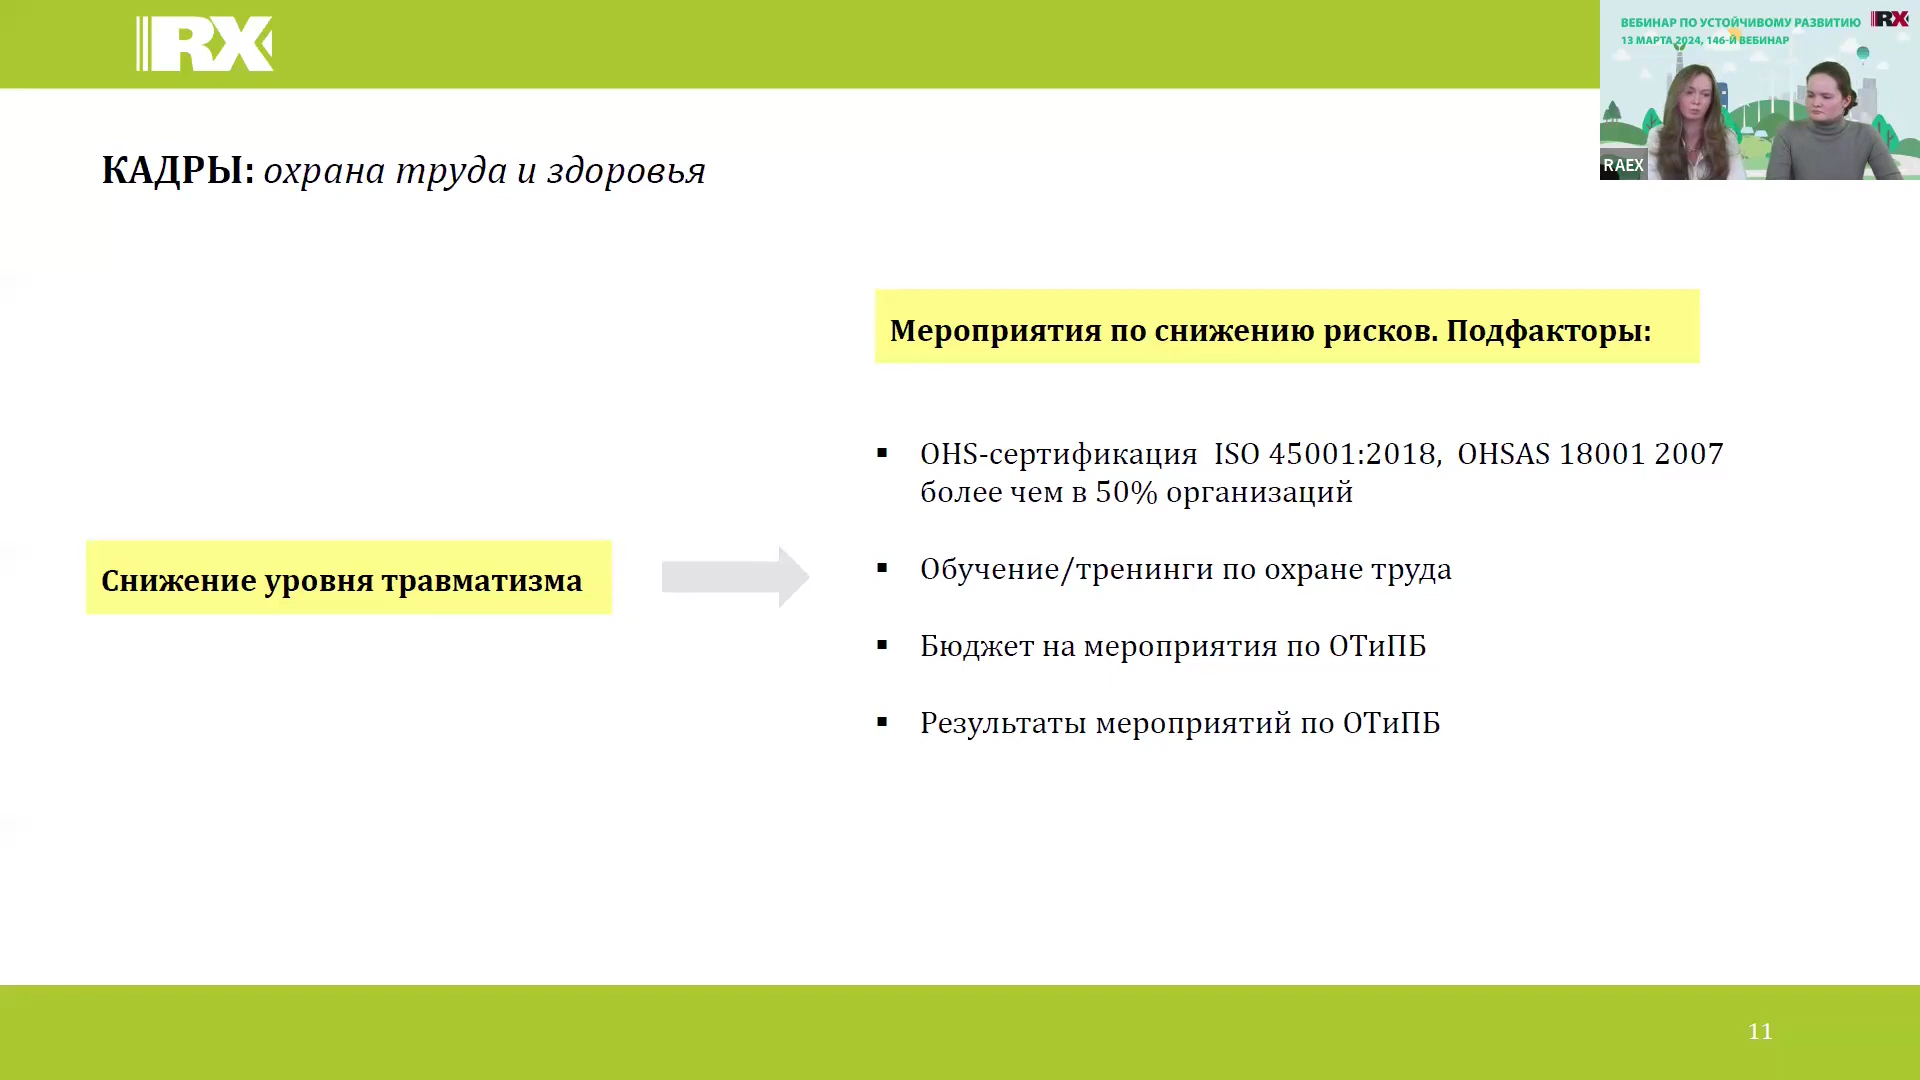 RX
ВЕБИНАР ПО УСТОЙЧИВОМУ РАЗВИТИЮ RX
13 МАРТА 2024, 146-Й ВЕБИНАР
RAEX
КАДРЫ: охрана труда и здоровья
Мероприятия по снижению рисков. Подфакторы:
▪ OHS-сертификация ISO 45001:2018, OHSAS 18001 2007
более чем в 50% организаций
▪ Обучение/тренинги по охране труда
Снижение уровня травматизма
▪ Бюджет на мероприятия по ОТиПБ
▪ Результаты мероприятий по ОТиПБ
11